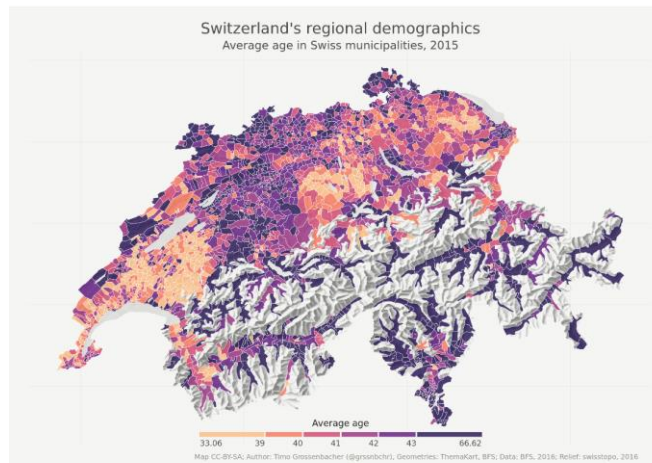 Switzerland's regional demographics
Average age in Swiss municipalities, 2015
Average age
33.06 39 40 41 42 43 66.62
Map CC-BY-SA; Author: Timo Grossenbacher (@grssnbchr), Geometries: ThemaKart, BFS; Data: BFS, 2016; Relief: swisstopo, 2016